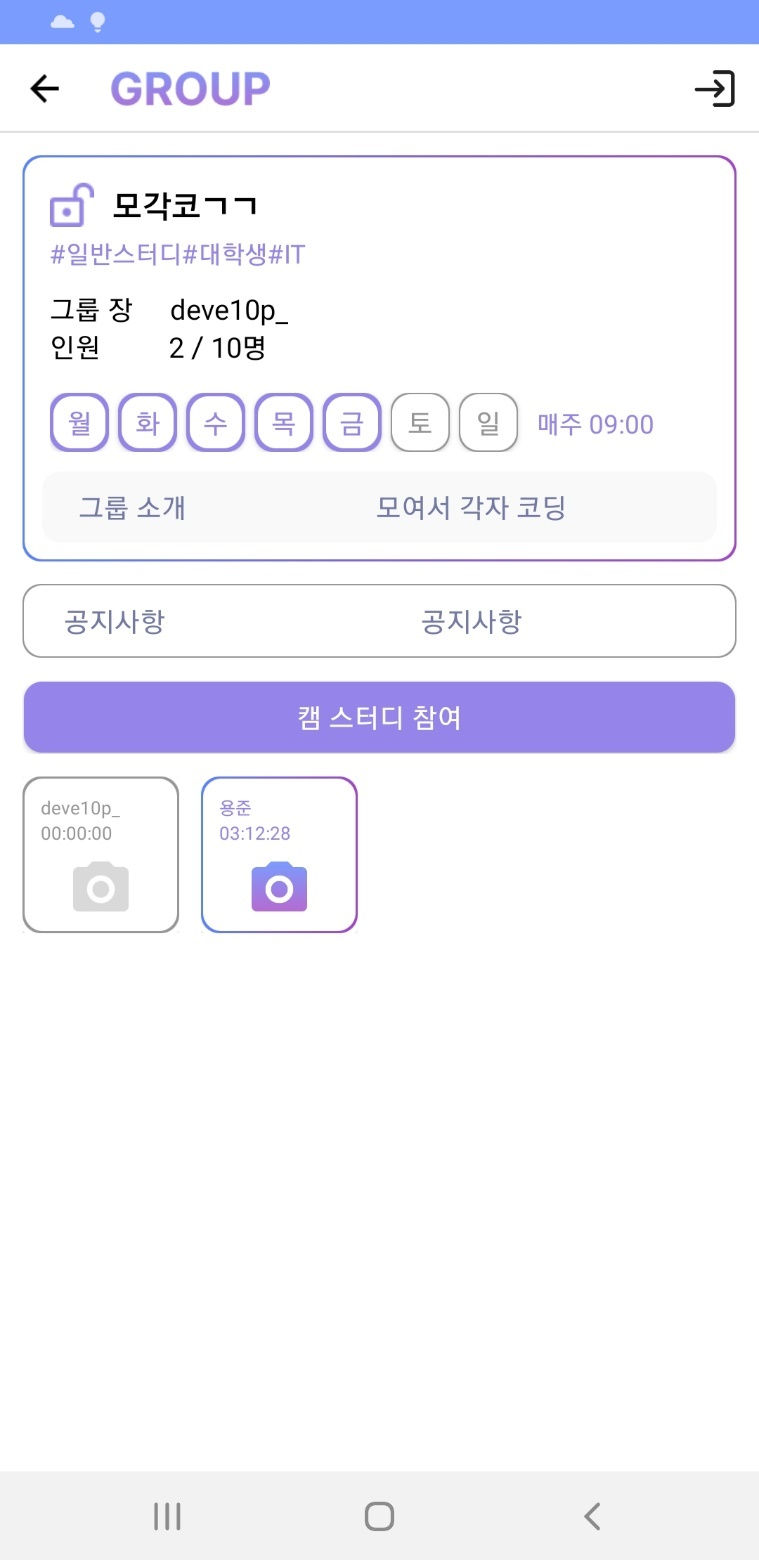 GROUP
모각코ㄱㄱ
#일반스터디#대학생#IT
그룹 장 deve10p_
인원 2 / 10명
월 화 수 목 금 토 일 매주 09:00
그룹 소개 모여서 각자 코딩
공지사항 공지사항
캠 스터디 참여
deve10p_ 용준
00:00:00 03:12:28